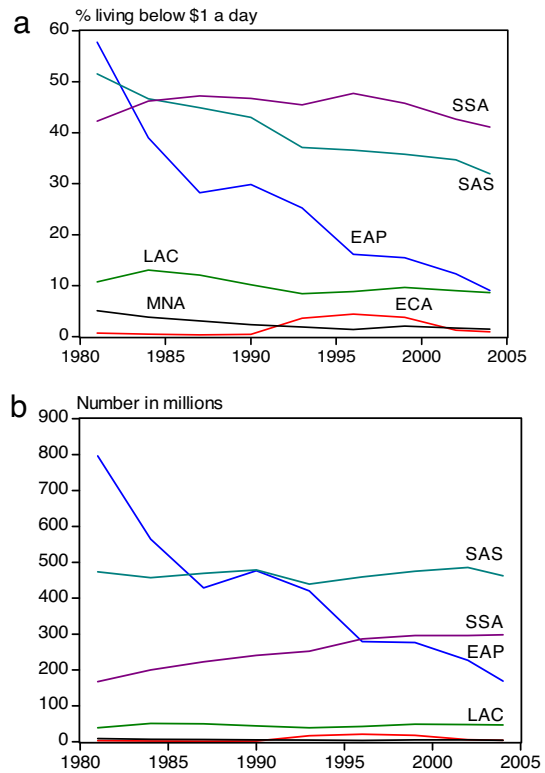 a
% living below $1 a day
60
50
40
30
20
10
0
SSA
SAS
EAP
LAC
MNA
ECA
1980
1985
1990
1995
2000
2005
b
Number in millions
900
800
700
600
500
400
300
200
100
0
SAS
SSA
EAP
LAC
1980
1985
1990
1995
2000
2005